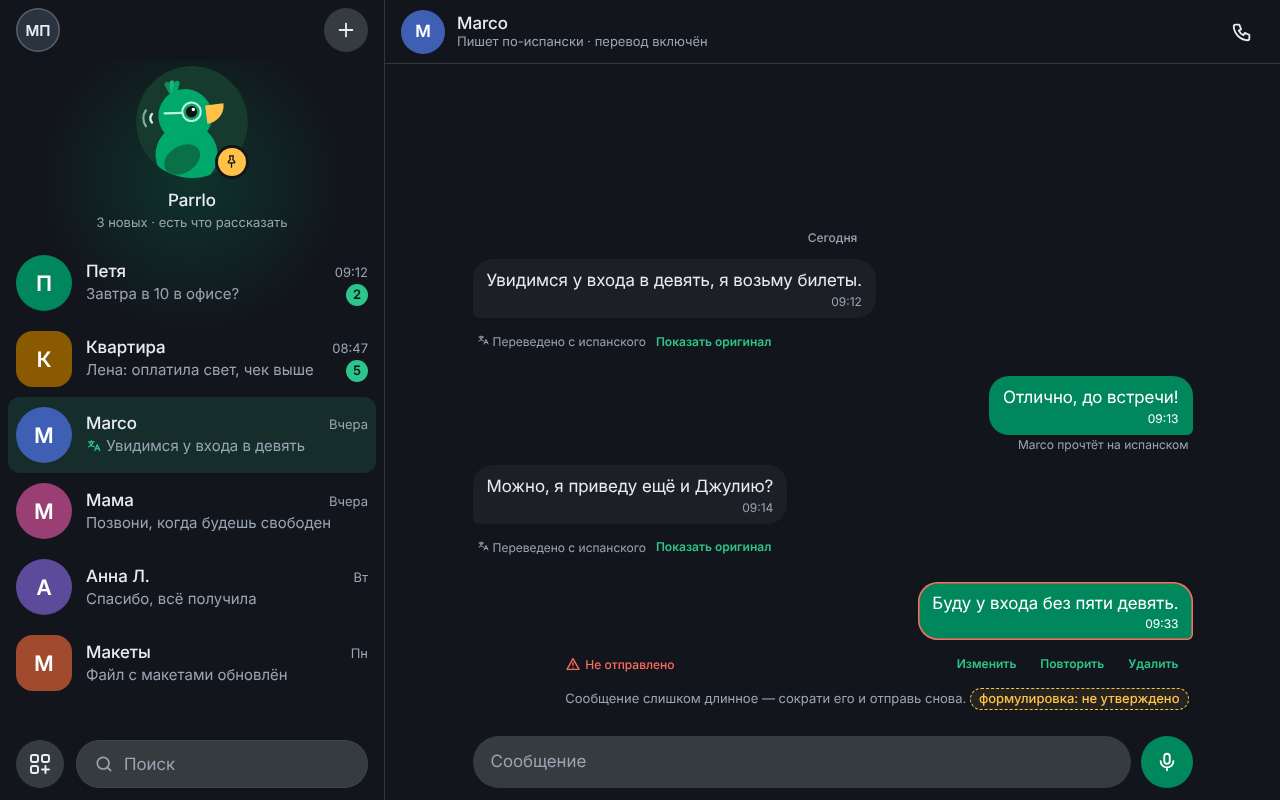 МП
Parrlo
3 новых · есть что рассказать
П
Петя
09:12
Завтра в 10 в офисе?
2
К
Квартира
08:47
Лена: оплатила свет, чек выше
5
M
Marco
Вчера
Увидимся у входа в девять
М
Мама
Вчера
Позвони, когда будешь свободен
А
Анна Л.
Вт
Спасибо, всё получила
М
Макеты
Пн
Файл с макетами обновлён
Поиск
M
Marco
Пишет по-испански · перевод включён
Сегодня
Увидимся у входа в девять, я возьму билеты.
09:12
Переведено с испанского Показать оригинал
Отлично, до встречи!
09:13
Marco прочтёт на испанском
Можно, я приведу ещё и Джулию?
09:14
Переведено с испанского Показать оригинал
Буду у входа без пяти девять.
09:33
Не отправлено
Изменить Повторить Удалить
Сообщение слишком длинное — сократи его и отправь снова. формулировка: не утверждено
Сообщение